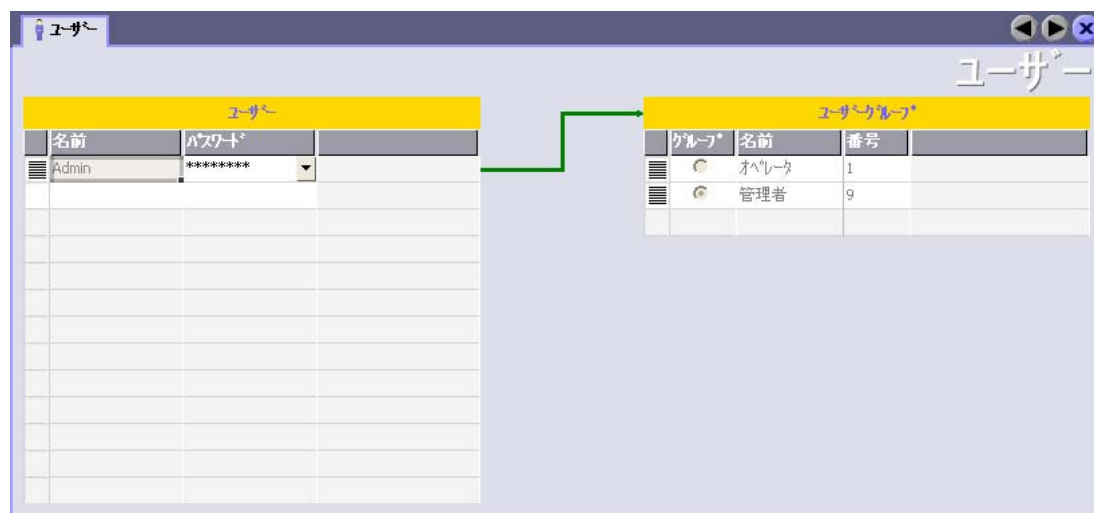 ﾕｰｻﾞｰ
ユーザー
ﾕｰｻﾞｰ
名前 ﾊﾟｽﾜｰﾄﾞ
Admin ********
ﾕｰｻﾞｰｸﾞﾙｰﾌﾟ
ｸﾞﾙｰﾌﾟ 名前 番号
ｵﾍﾟﾚｰﾀ 1
管理者 9